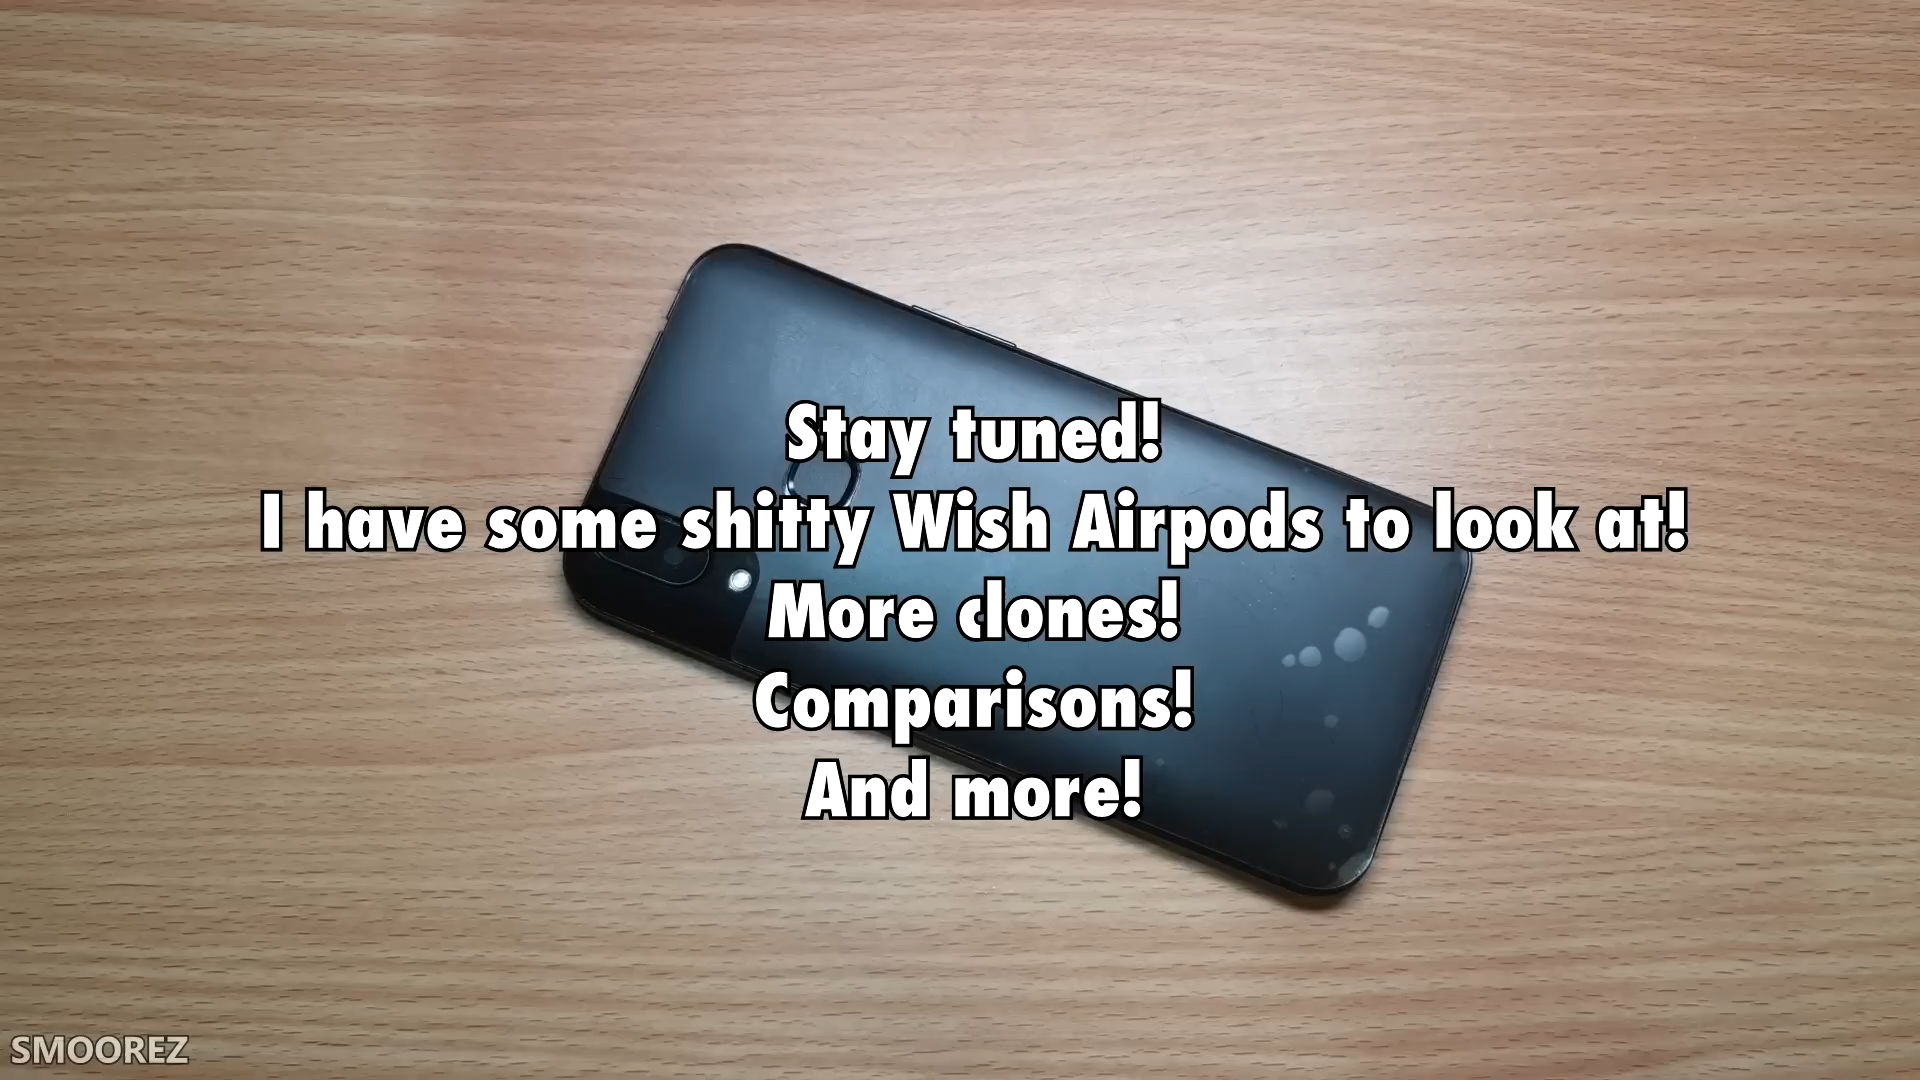 Stay tuned!
I have some shitty Wish Airpods to look at!
More clones!
Comparisons!
And more!
SMOOREZ